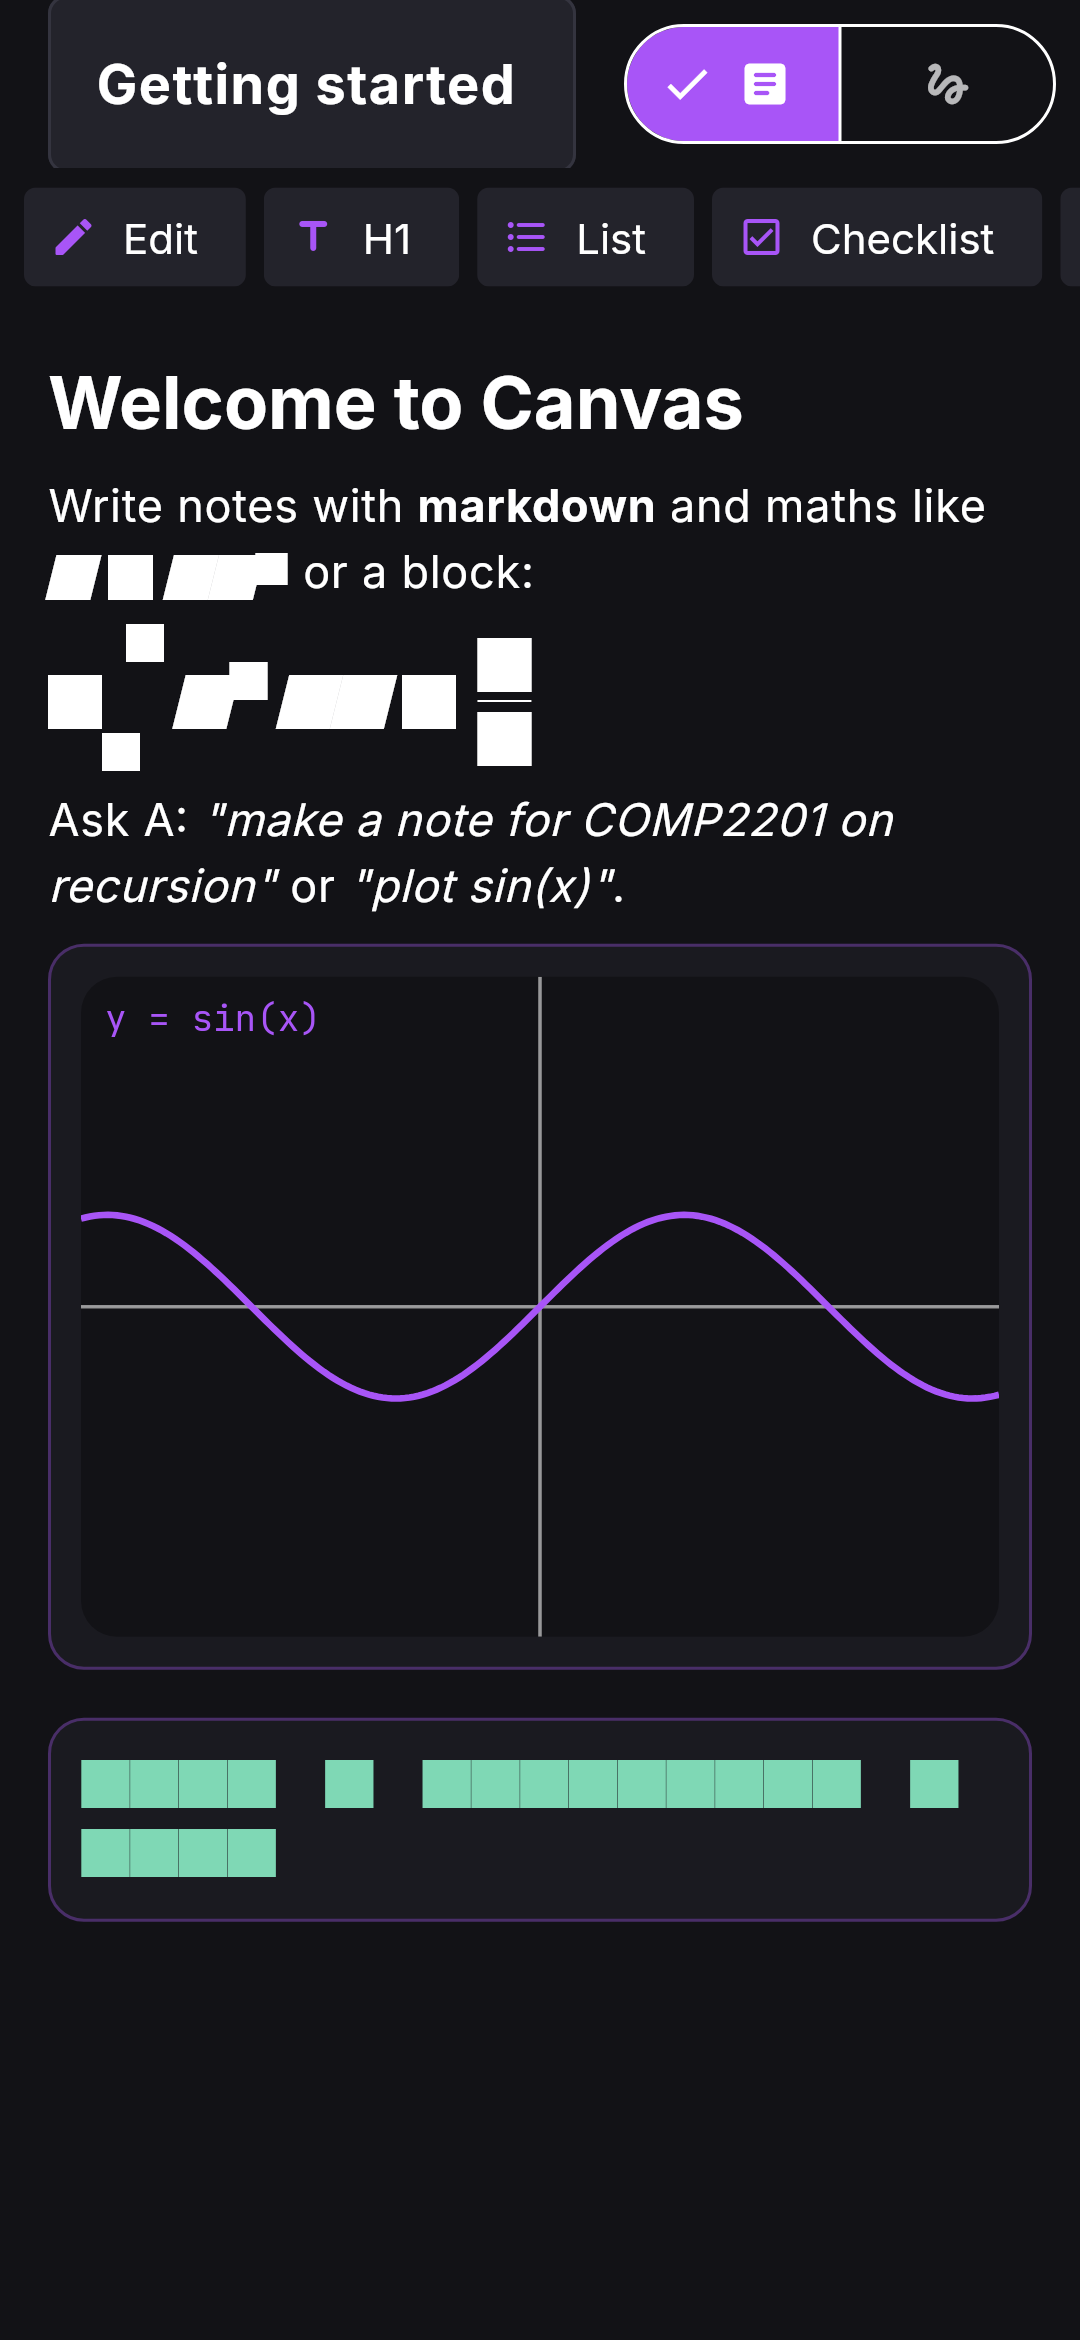 Getting started
Edit H1 List Checklist
Welcome to Canvas
Write notes with markdown and maths like
or a block:
Ask A: "make a note for COMP2201 on
recursion" or "plot sin(x)".
y = sin(x)